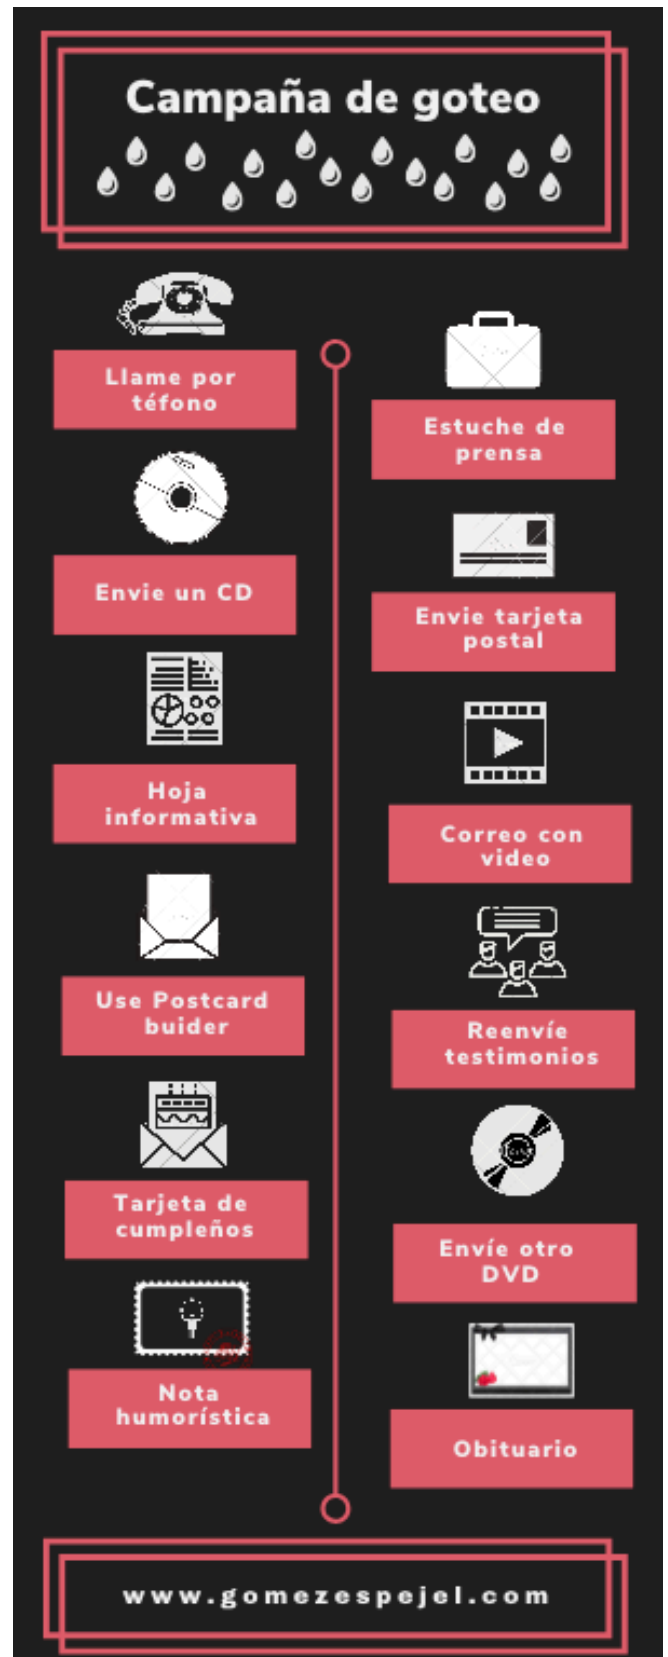 Campaña de goteo
Llame por
téfono
Estuche de
prensa
Envie un CD
Envie tarjeta
postal
Hoja
informativa
Correo con
video
Use Postcard
buider
Reenvíe
testimonios
Tarjeta de
cumpleños
Envíe otro
DVD
Nota
humorística
Obituario
www.gomezespejel.com